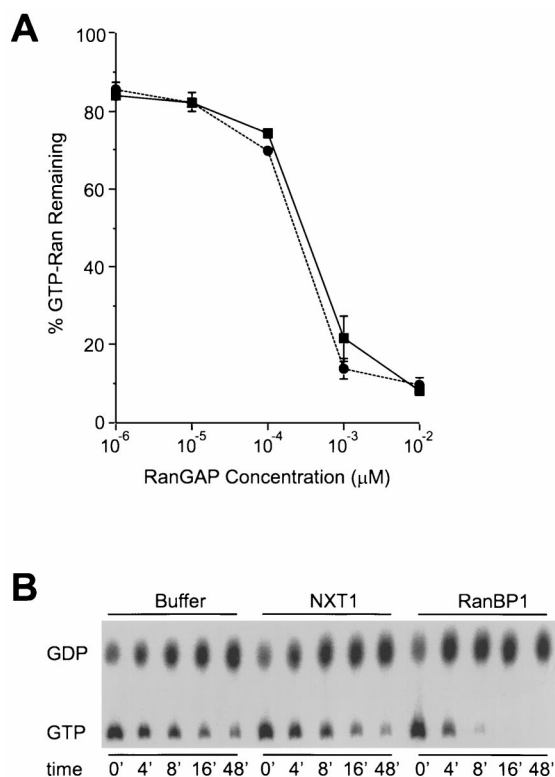 A
100
80
60
40
20
0
% GTP-Ran Remaining
10-6 10-5 10-4 10-3 10-2
RanGAP Concentration (μM)
B
Buffer NXT1 RanBP1
GDP
GTP
time 0' 4' 8' 16' 48' 0' 4' 8' 16' 48' 0' 4' 8' 16' 48'